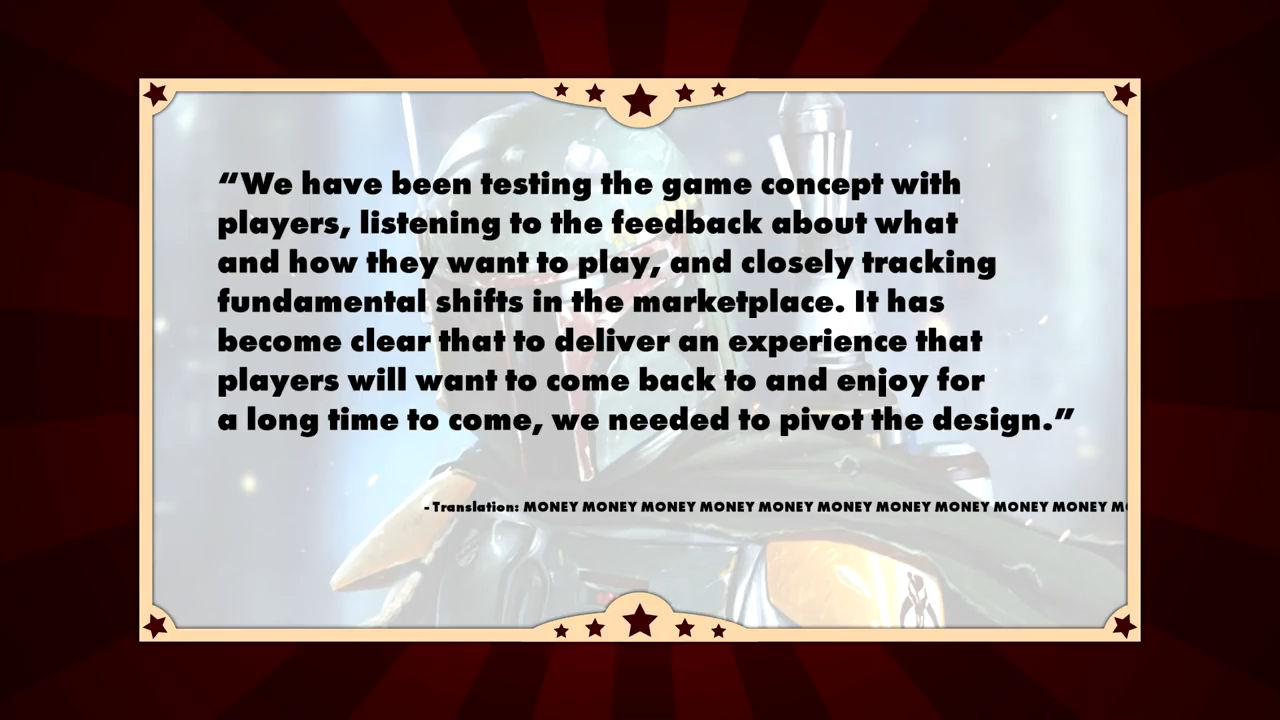 “We have been testing the game concept with
players, listening to the feedback about what
and how they want to play, and closely tracking
fundamental shifts in the marketplace. It has
become clear that to deliver an experience that
players will want to come back to and enjoy for
a long time to come, we needed to pivot the design.”
- Translation: MONEY MONEY MONEY MONEY MONEY MONEY MONEY MONEY MONEY MONEY M